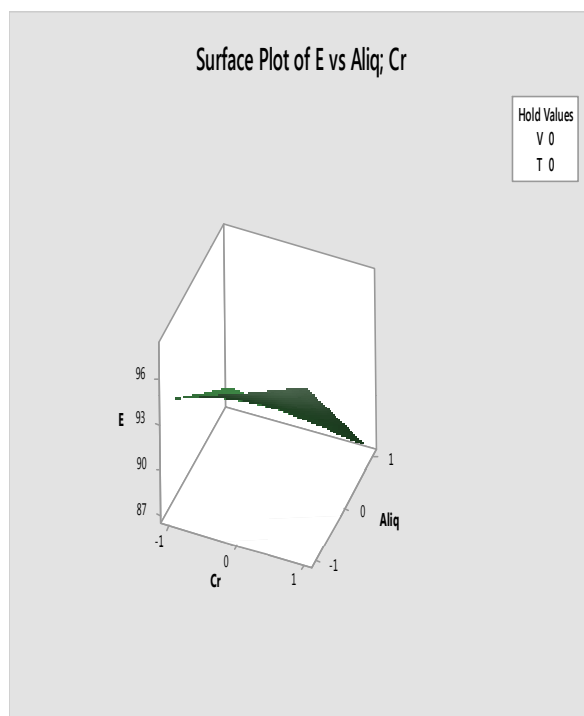 Surface Plot of E vs Aliq; Cr
Hold Values
V 0
T 0
96
E 93
90
87
-1
0
1
Cr
-1
0
1
Aliq